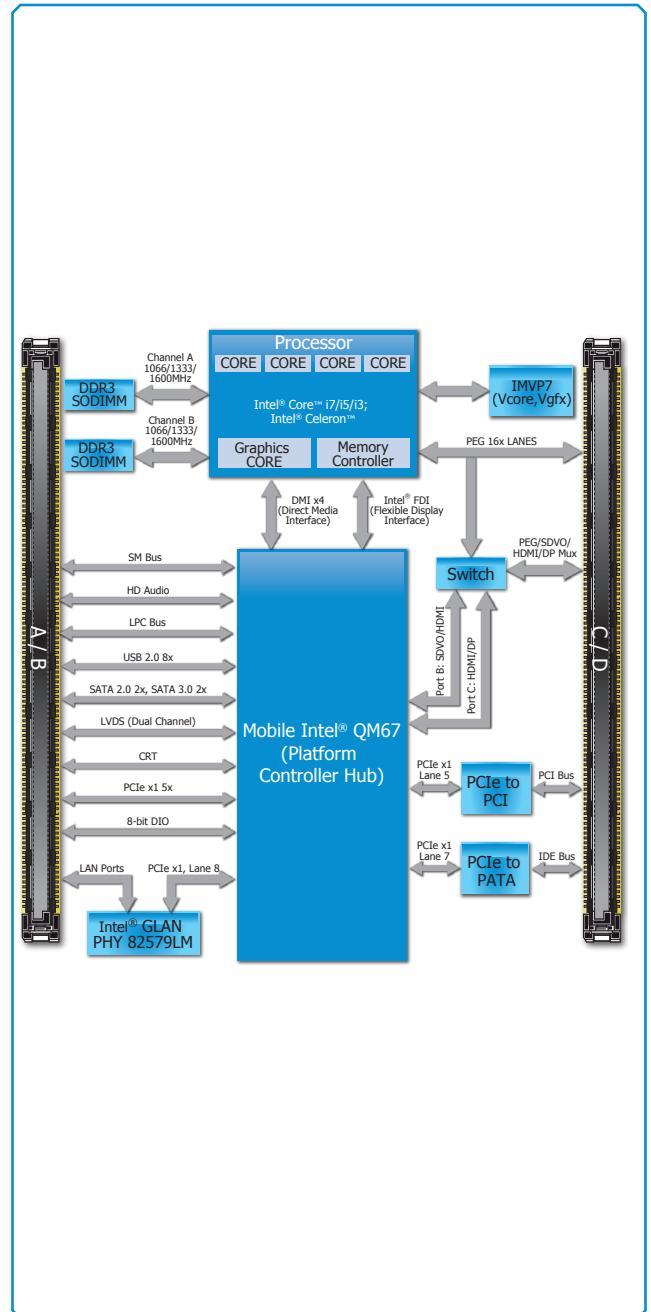 Processor
CORE CORE CORE CORE
Intel® Core™ i7/i5/i3;
Intel® Celeron™
Graphics
CORE
Memory
Controller
Channel A
1066/1333/
1600MHz
DDR3
SODIMM
Channel B
1066/1333/
1600MHz
DDR3
SODIMM
IMVP7
(Vcore,Vgfx)
PEG 16x LANES
DMI x4
(Direct Media
Interface)
Intel® FDI
(Flexible Display
Interface)
PEG/SDVO/
HDMI/DP Mux
Switch
Port B: SDVO/HDMI
Port C: HDMI/DP
A / B
C / D
SM Bus
HD Audio
LPC Bus
USB 2.0 8x
SATA 2.0 2x, SATA 3.0 2x
LVDS (Dual Channel)
CRT
PCIe x1 5x
8-bit DIO
LAN Ports
PCIe x1, Lane 8
Intel® GLAN
PHY 82579LM
Mobile Intel® QM67
(Platform
Controller Hub)
PCIe x1
Lane 5
PCIe to
PCI
PCI Bus
PCIe x1
Lane 7
PCIe to
PATA
IDE Bus